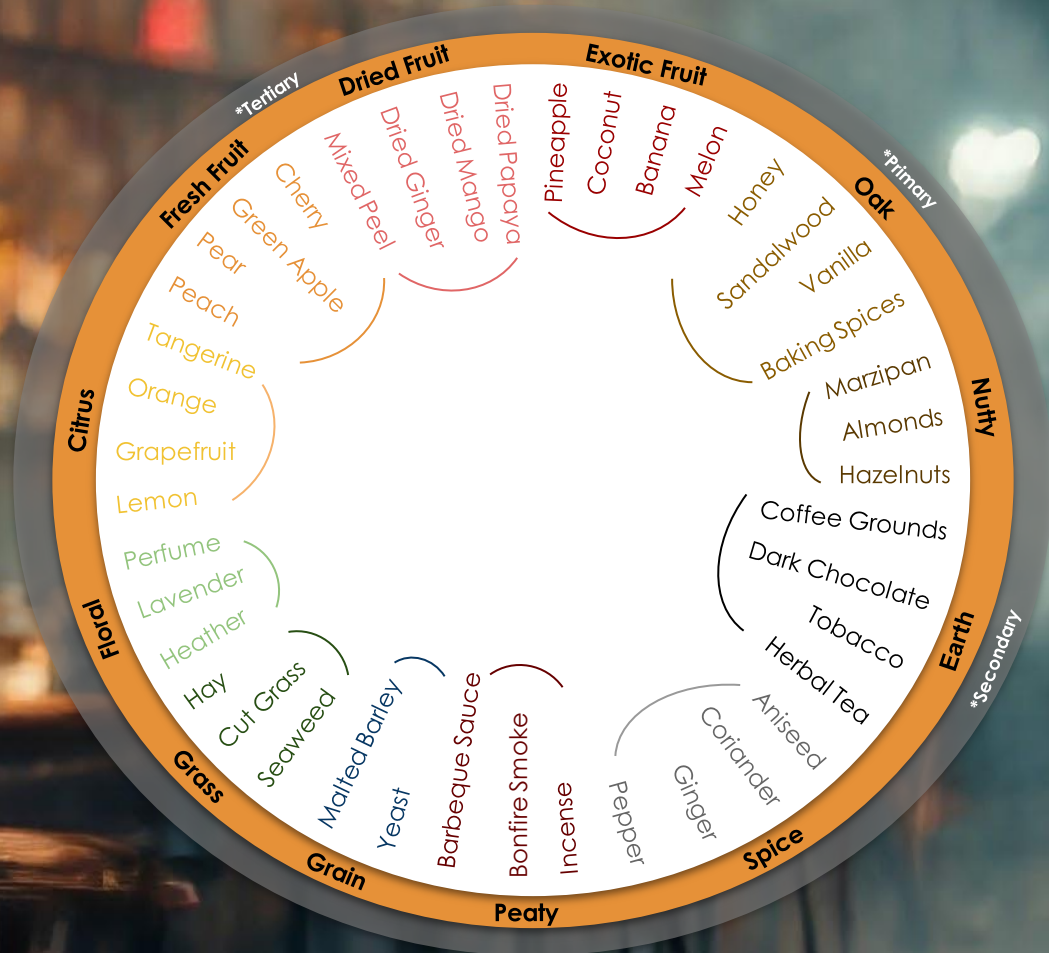 *Tertiary
*Primary
*Secondary
Exotic Fruit
Pineapple
Coconut
Banana
Melon
Oak
Honey
Sandalwood
Vanilla
Baking Spices
Nutty
Marzipan
Almonds
Hazelnuts
Earth
Coffee Grounds
Dark Chocolate
Tobacco
Herbal Tea
Spice
Aniseed
Coriander
Ginger
Pepper
Peaty
Incense
Bonfire Smoke
Barbeque Sauce
Grain
Yeast
Malted Barley
Grass
Seaweed
Cut Grass
Hay
Floral
Heather
Lavender
Perfume
Citrus
Lemon
Grapefruit
Orange
Tangerine
Fresh Fruit
Peach
Pear
Green Apple
Cherry
Dried Fruit
Mixed Peel
Dried Ginger
Dried Mango
Dried Papaya